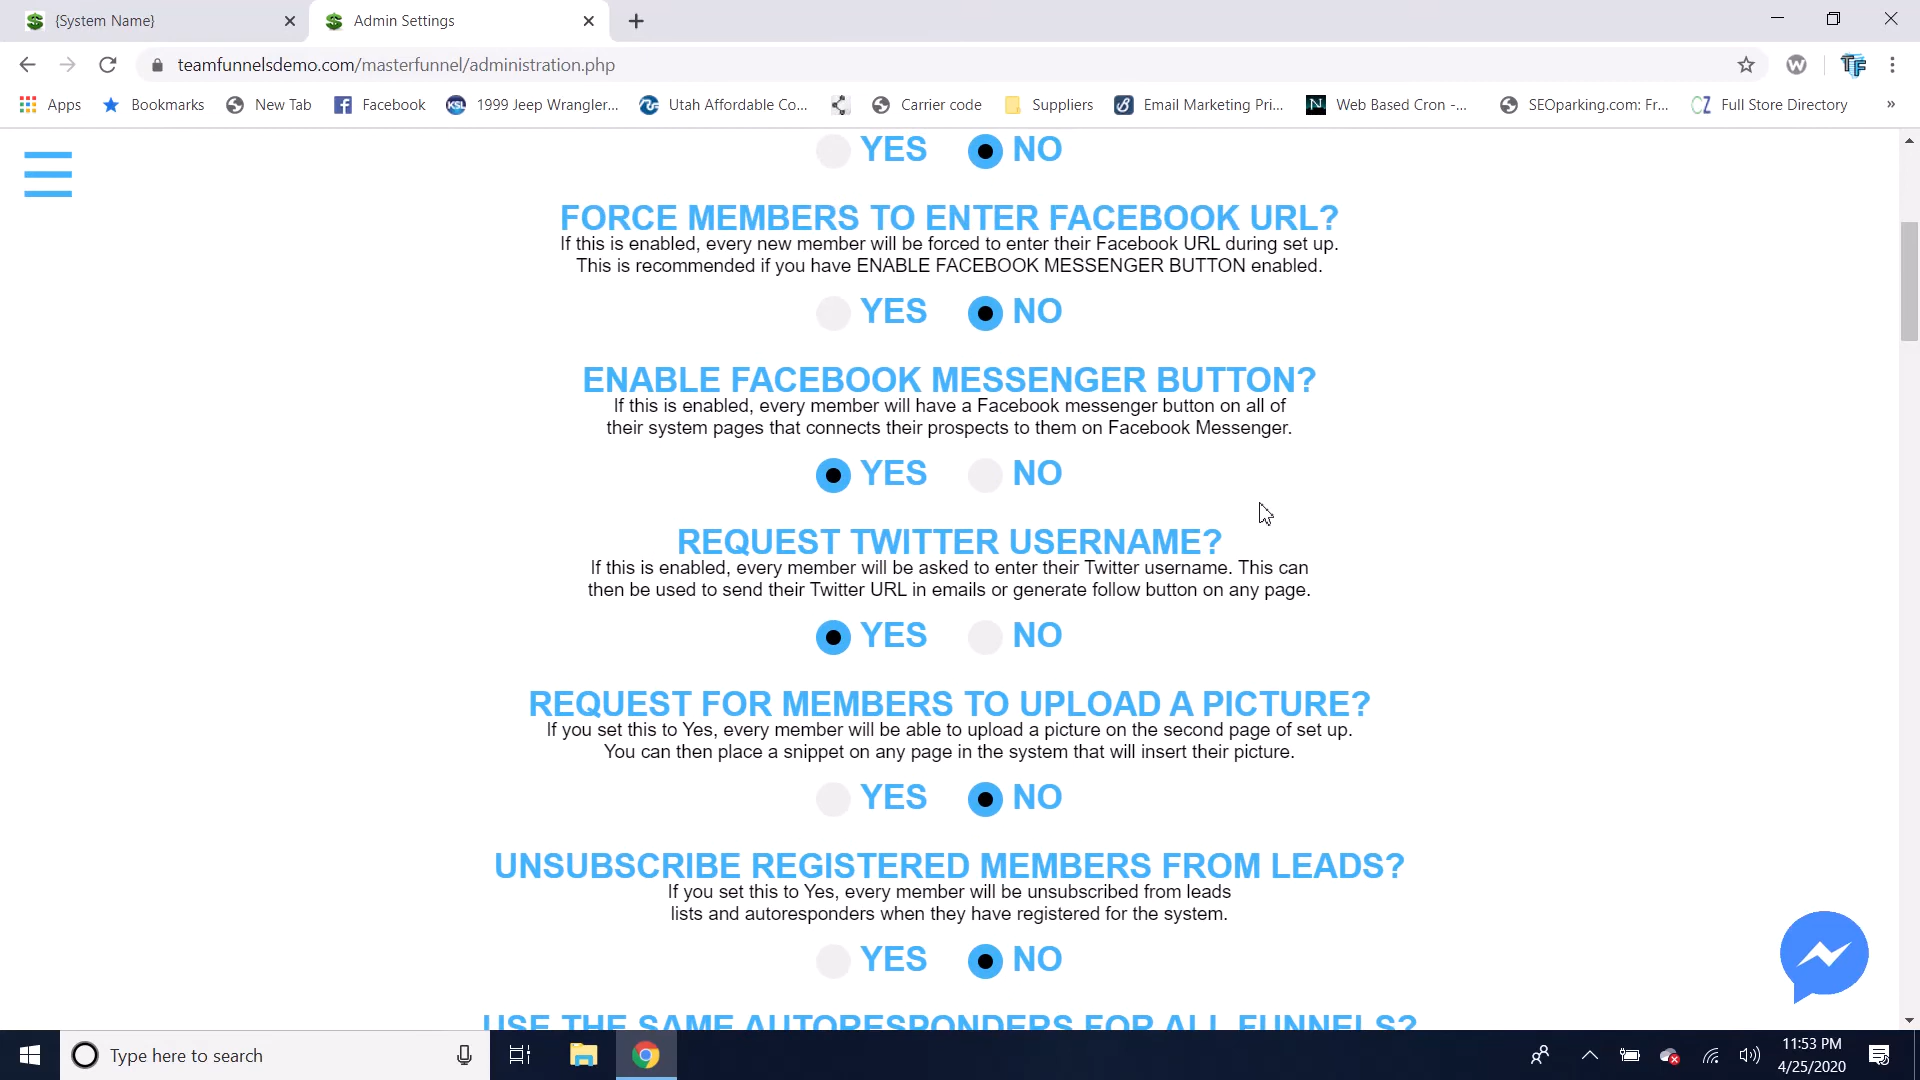 {System Name}
Admin Settings
teamfunnelsdemo.com/masterfunnel/administration.php
W
TF
Apps
Bookmarks
New Tab
Facebook
KSL
1999 Jeep Wrangler...
Utah Affordable Co...
Carrier code
Suppliers
Email Marketing Pri...
N
Web Based Cron -...
SEOparking.com: Fr...
CZ
Full Store Directory
»
YES NO
FORCE MEMBERS TO ENTER FACEBOOK URL?
If this is enabled, every new member will be forced to enter their Facebook URL during set up.
This is recommended if you have ENABLE FACEBOOK MESSENGER BUTTON enabled.
YES NO
ENABLE FACEBOOK MESSENGER BUTTON?
If this is enabled, every member will have a Facebook messenger button on all of
their system pages that connects their prospects to them on Facebook Messenger.
YES NO
REQUEST TWITTER USERNAME?
If this is enabled, every member will be asked to enter their Twitter username. This can
then be used to send their Twitter URL in emails or generate follow button on any page.
YES NO
REQUEST FOR MEMBERS TO UPLOAD A PICTURE?
If you set this to Yes, every member will be able to upload a picture on the second page of set up.
You can then place a snippet on any page in the system that will insert their picture.
YES NO
UNSUBSCRIBE REGISTERED MEMBERS FROM LEADS?
If you set this to Yes, every member will be unsubscribed from leads
lists and autoresponders when they have registered for the system.
YES NO
USE THE SAME AUTORESPONDERS FOR ALL FUNNELS?
Type here to search
11:53 PM
4/25/2020